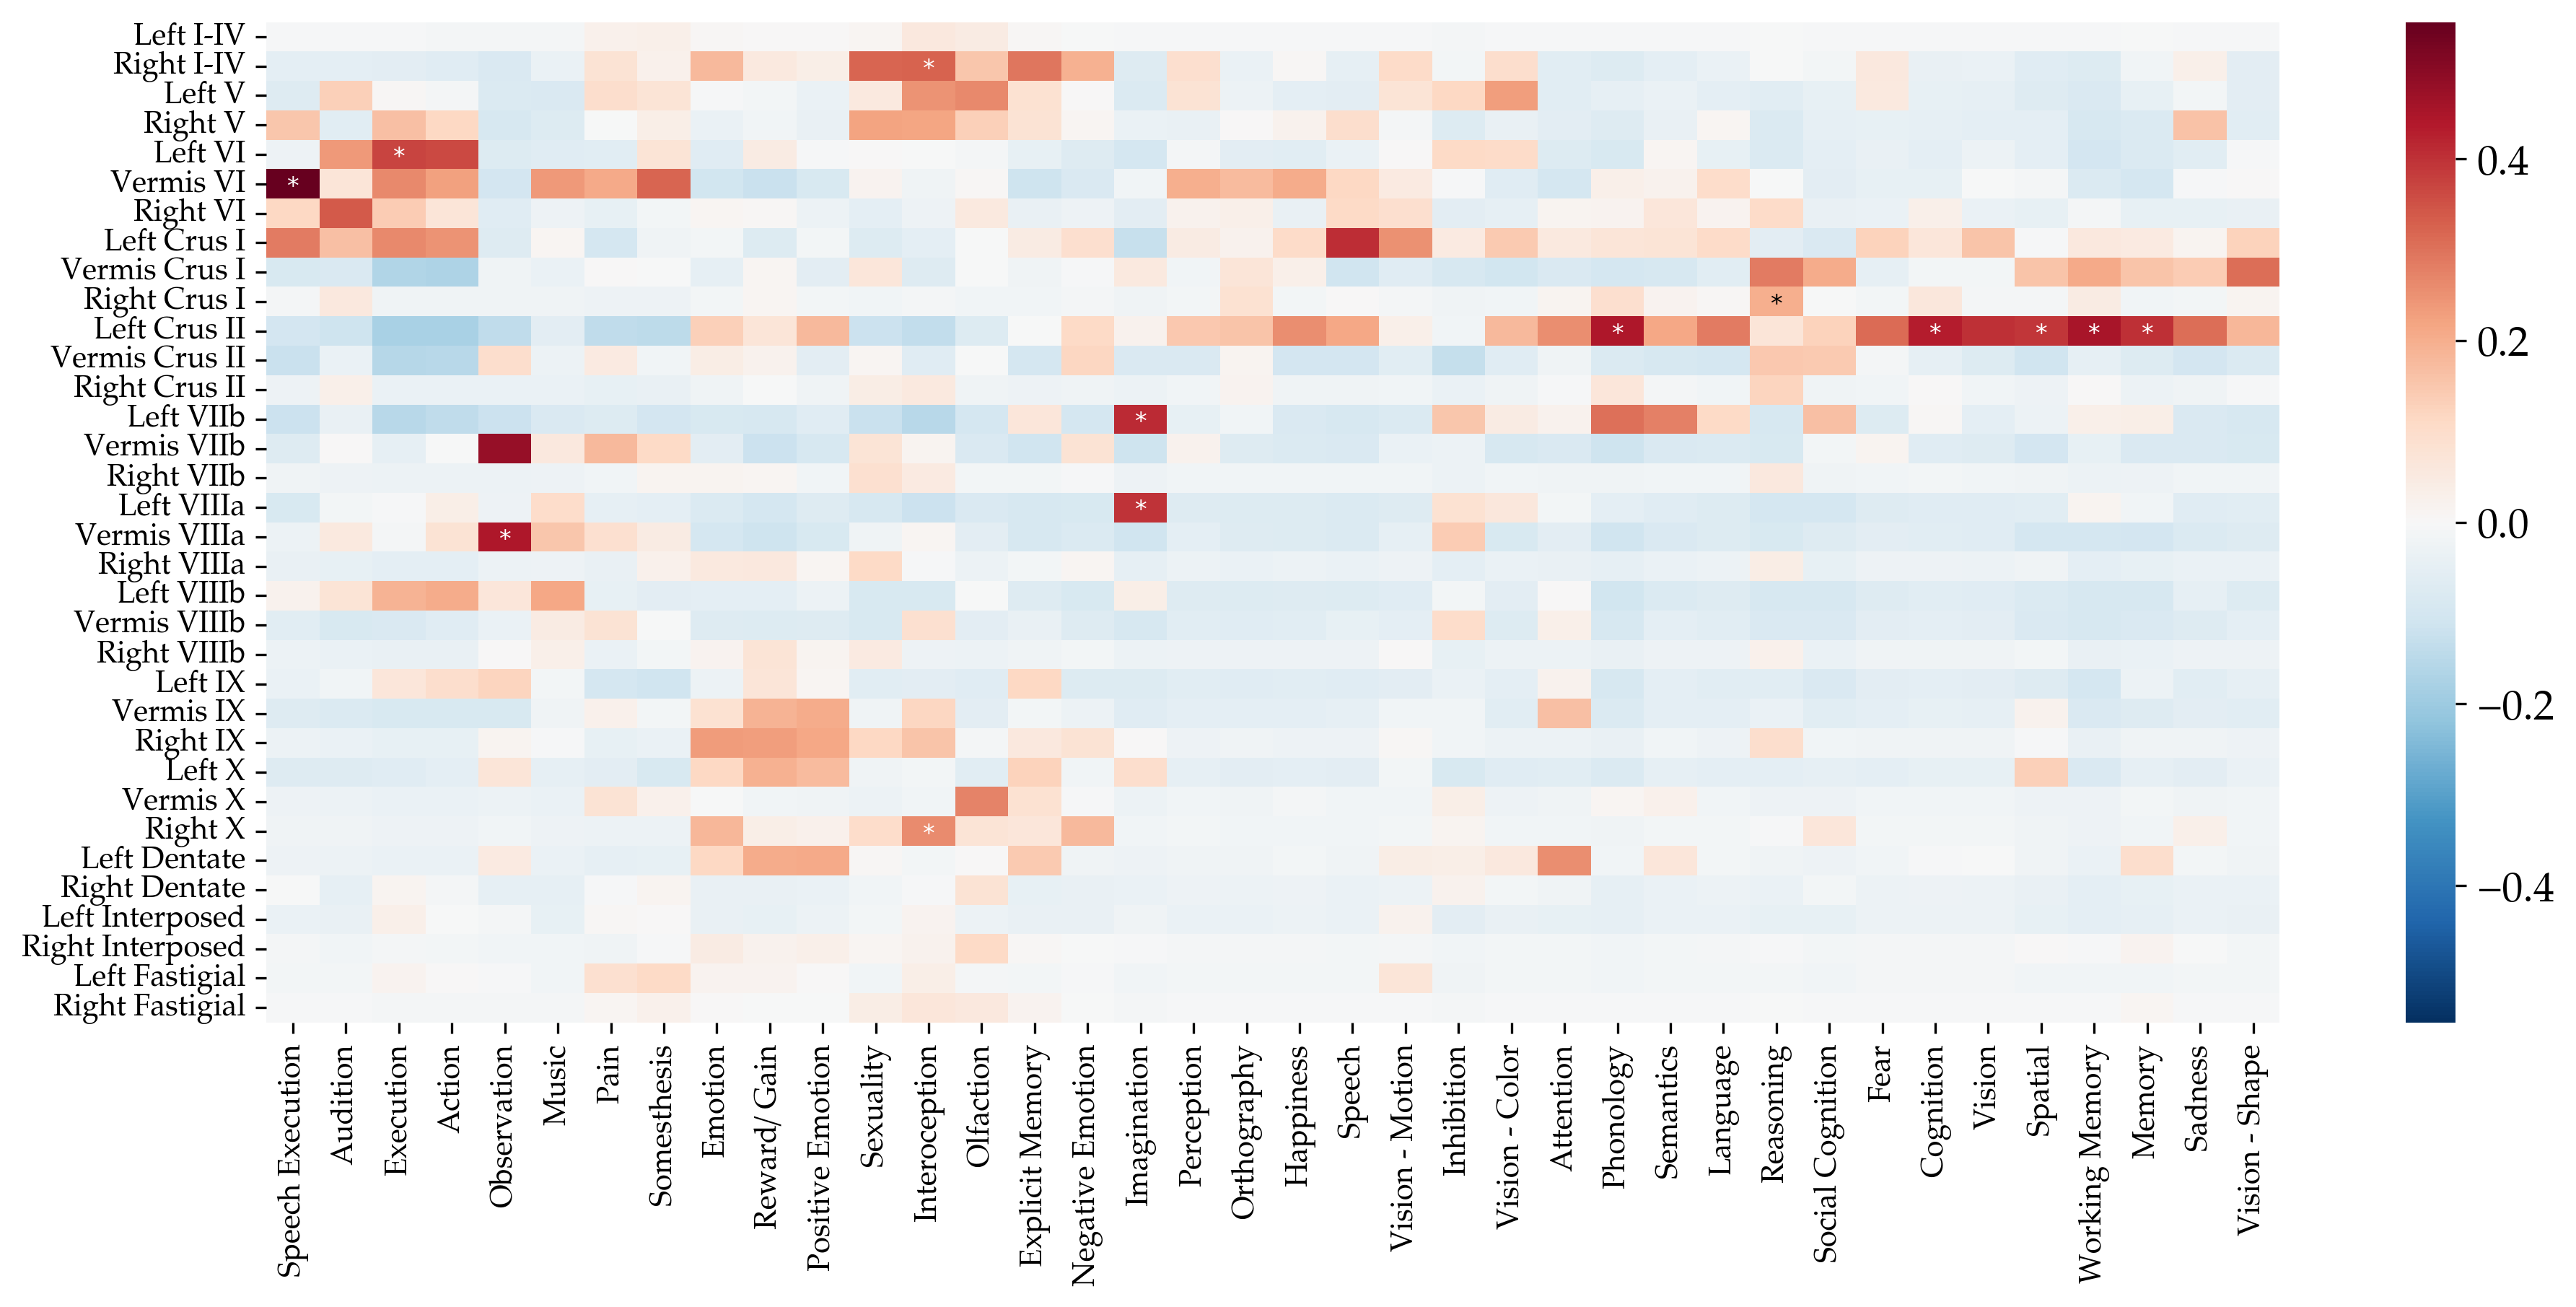 Left I-IV
Right I-IV
*
Left V
Right V
Left VI
*
Vermis VI
*
Right VI
Left Crus I
Vermis Crus I
Right Crus I
*
Left Crus II
* * * * *
Vermis Crus II
Right Crus II
Left VIIb
*
Vermis VIIb
Right VIIb
Left VIIIa
*
Vermis VIIIa
*
Right VIIIa
Left VIIIb
Vermis VIIIb
Right VIIIb
Left IX
Vermis IX
Right IX
Left X
Vermis X
Right X
*
Left Dentate
Right Dentate
Left Interposed
Right Interposed
Left Fastigial
Right Fastigial
Speech Execution
Audition
Execution
Action
Observation
Music
Pain
Somesthesis
Emotion
Reward/ Gain
Positive Emotion
Sexuality
Interoception
Olfaction
Explicit Memory
Negative Emotion
Imagination
Perception
Orthography
Happiness
Speech
Vision - Motion
Inhibition
Vision - Color
Attention
Phonology
Semantics
Language
Reasoning
Social Cognition
Fear
Cognition
Vision
Spatial
Working Memory
Memory
Sadness
Vision - Shape
0.4
0.2
0.0
−0.2
−0.4